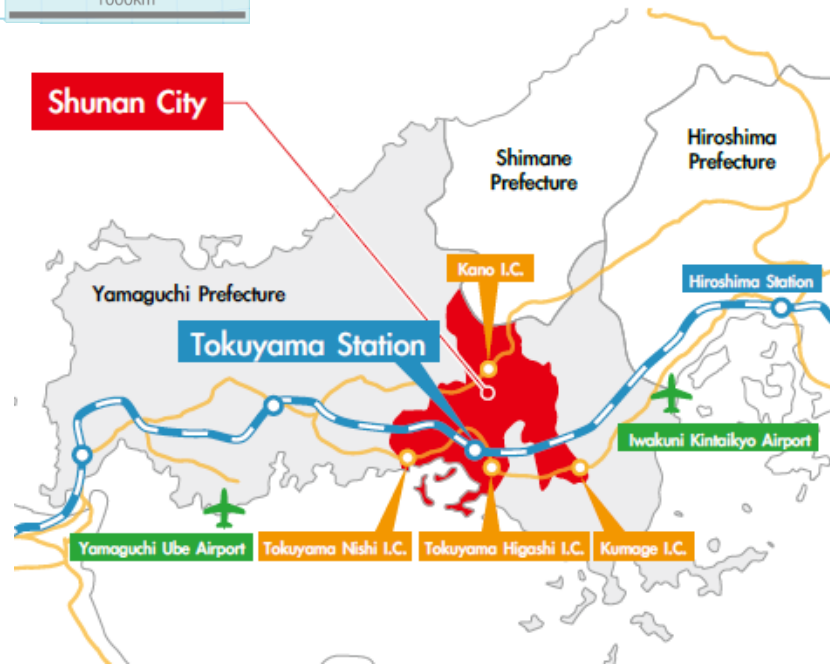 1000km
Shunan City
Shimane
Prefecture
Hiroshima
Prefecture
Kano I.C.
Hiroshima Station
Yamaguchi Prefecture
Tokuyama Station
Iwakuni Kintaikyo Airport
Yamaguchi Ube Airport
Tokuyama Nishi I.C.
Tokuyama Higashi I.C.
Kumage I.C.